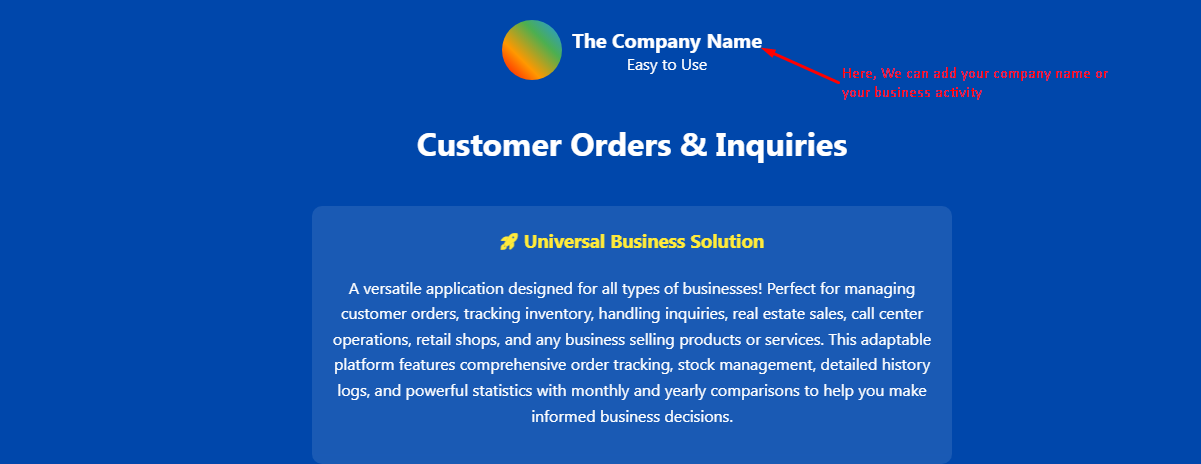 The Company Name
Easy to Use
Here, We can add your company name or
your business activity
Customer Orders & Inquiries
Universal Business Solution
A versatile application designed for all types of businesses! Perfect for managing
customer orders, tracking inventory, handling inquiries, real estate sales, call center
operations, retail shops, and any business selling products or services. This adaptable
platform features comprehensive order tracking, stock management, detailed history
logs, and powerful statistics with monthly and yearly comparisons to help you make
informed business decisions.